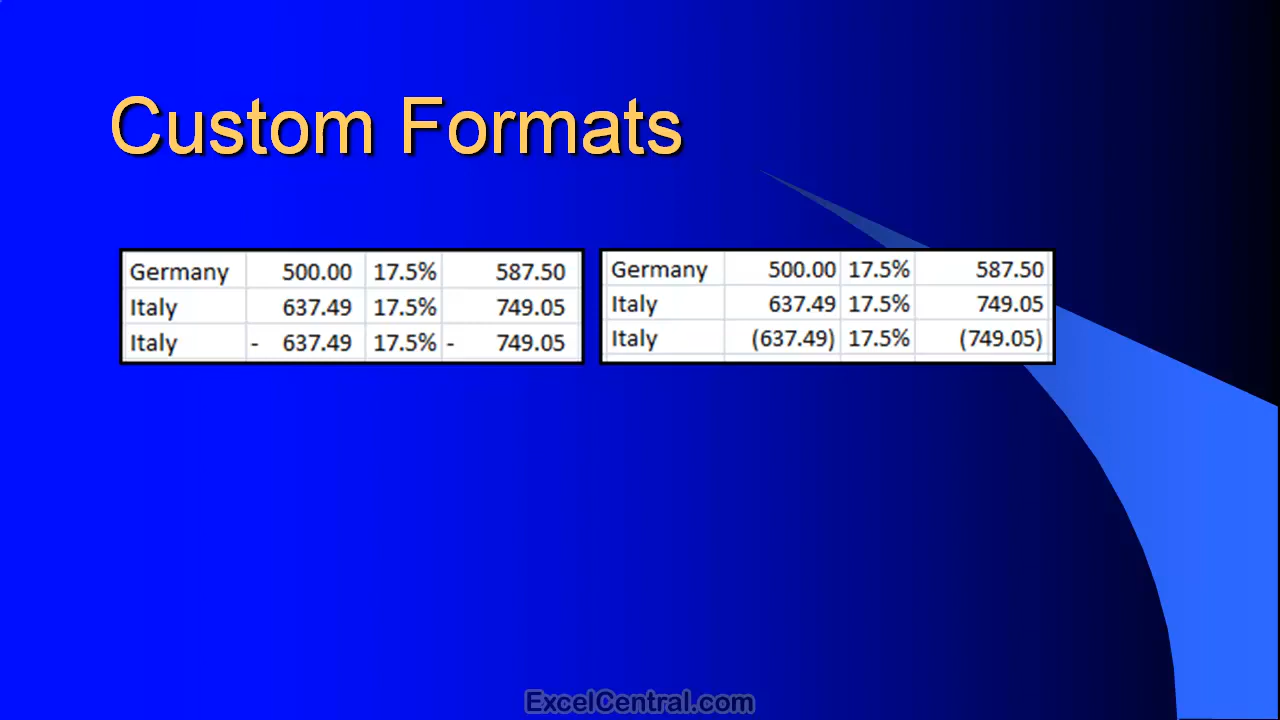 Custom Formats
Germany 500.00 17.5% 587.50
Italy 637.49 17.5% 749.05
Italy - 637.49 17.5% - 749.05
Germany 500.00 17.5% 587.50
Italy 637.49 17.5% 749.05
Italy (637.49) 17.5% (749.05)
ExcelCentral.com